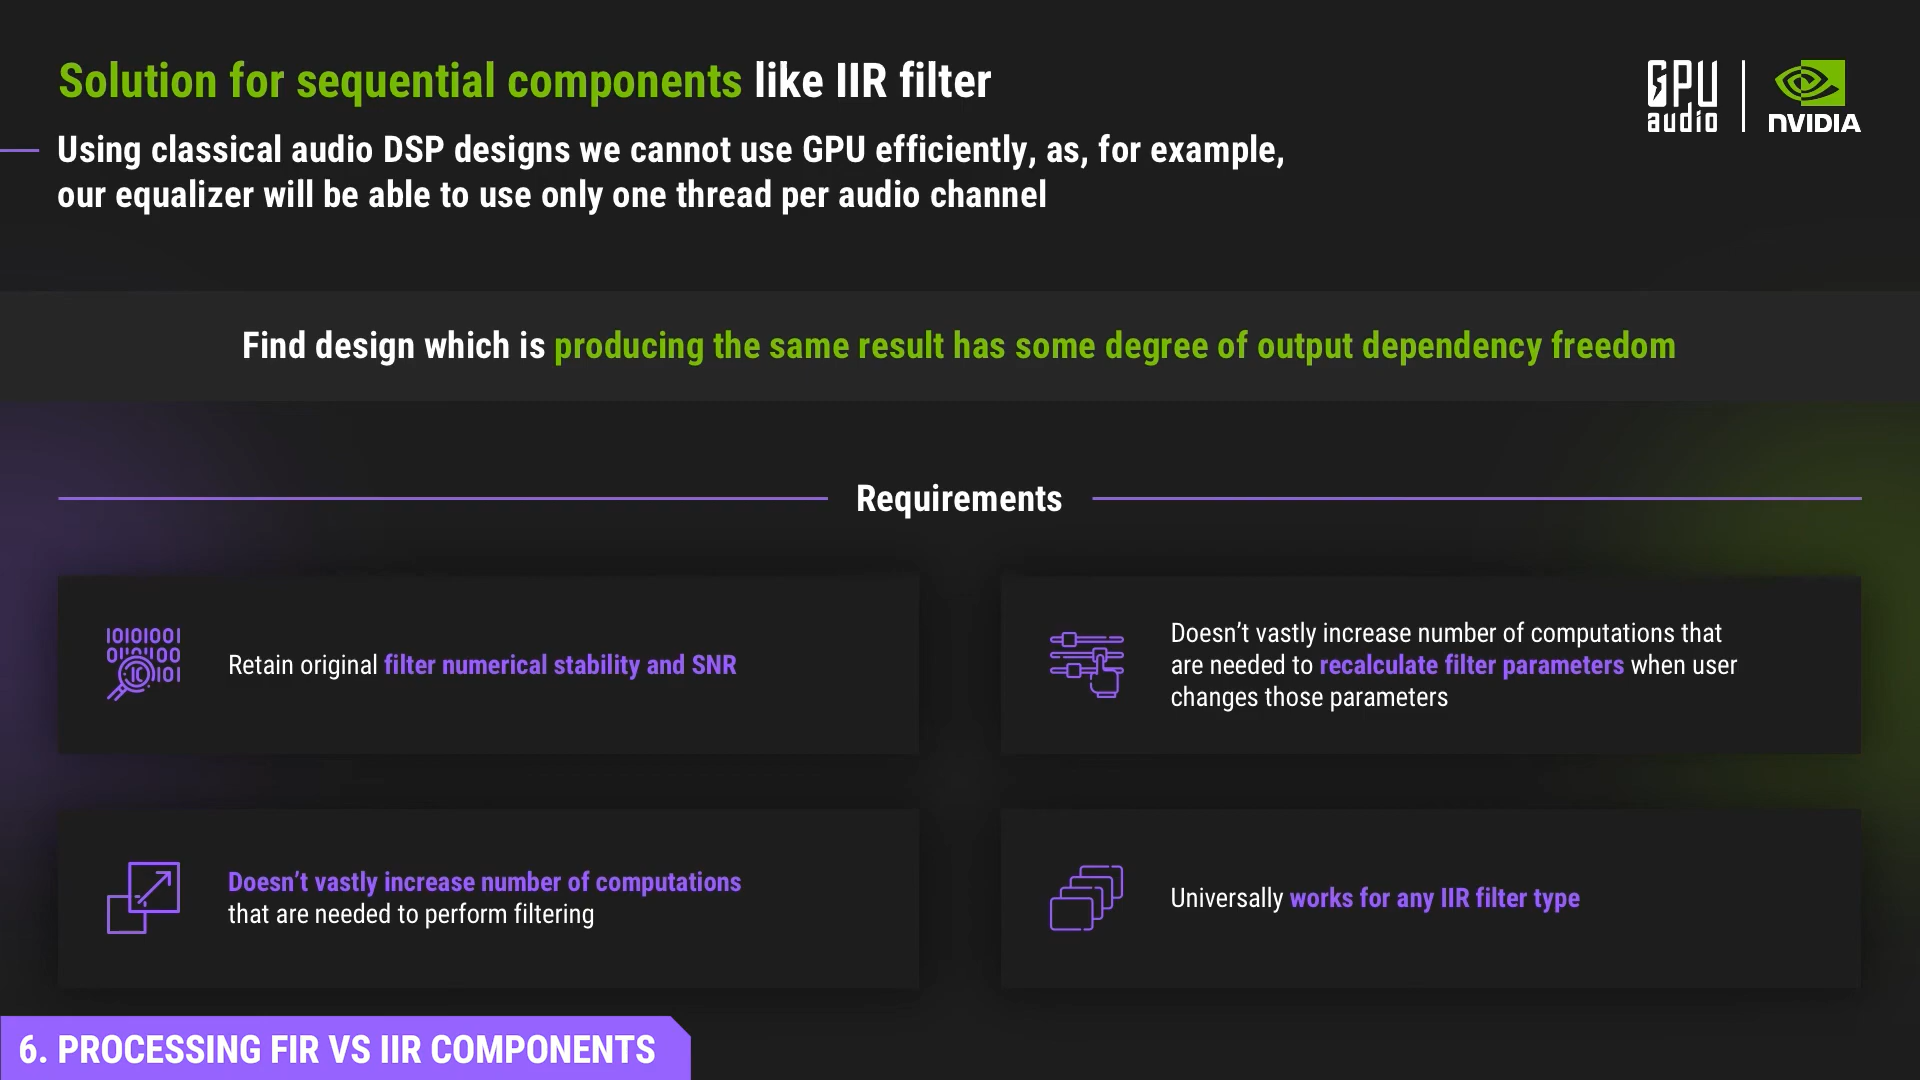 Solution for sequential components like IIR filter
GPU audio
NVIDIA
Using classical audio DSP designs we cannot use GPU efficiently, as, for example,
our equalizer will be able to use only one thread per audio channel
Find design which is producing the same result has some degree of output dependency freedom
Requirements
Retain original filter numerical stability and SNR
Doesn’t vastly increase number of computations that
are needed to recalculate filter parameters when user
changes those parameters
Doesn’t vastly increase number of computations
that are needed to perform filtering
Universally works for any IIR filter type
6. PROCESSING FIR VS IIR COMPONENTS